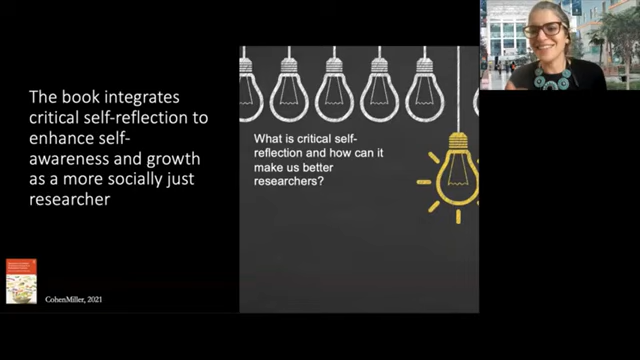 The book integrates
critical self-reflection to
enhance self-
awareness and growth
as a more socially just
researcher
What is critical self-
reflection and how can it
make us better
researchers?
CohenMiller, 2021